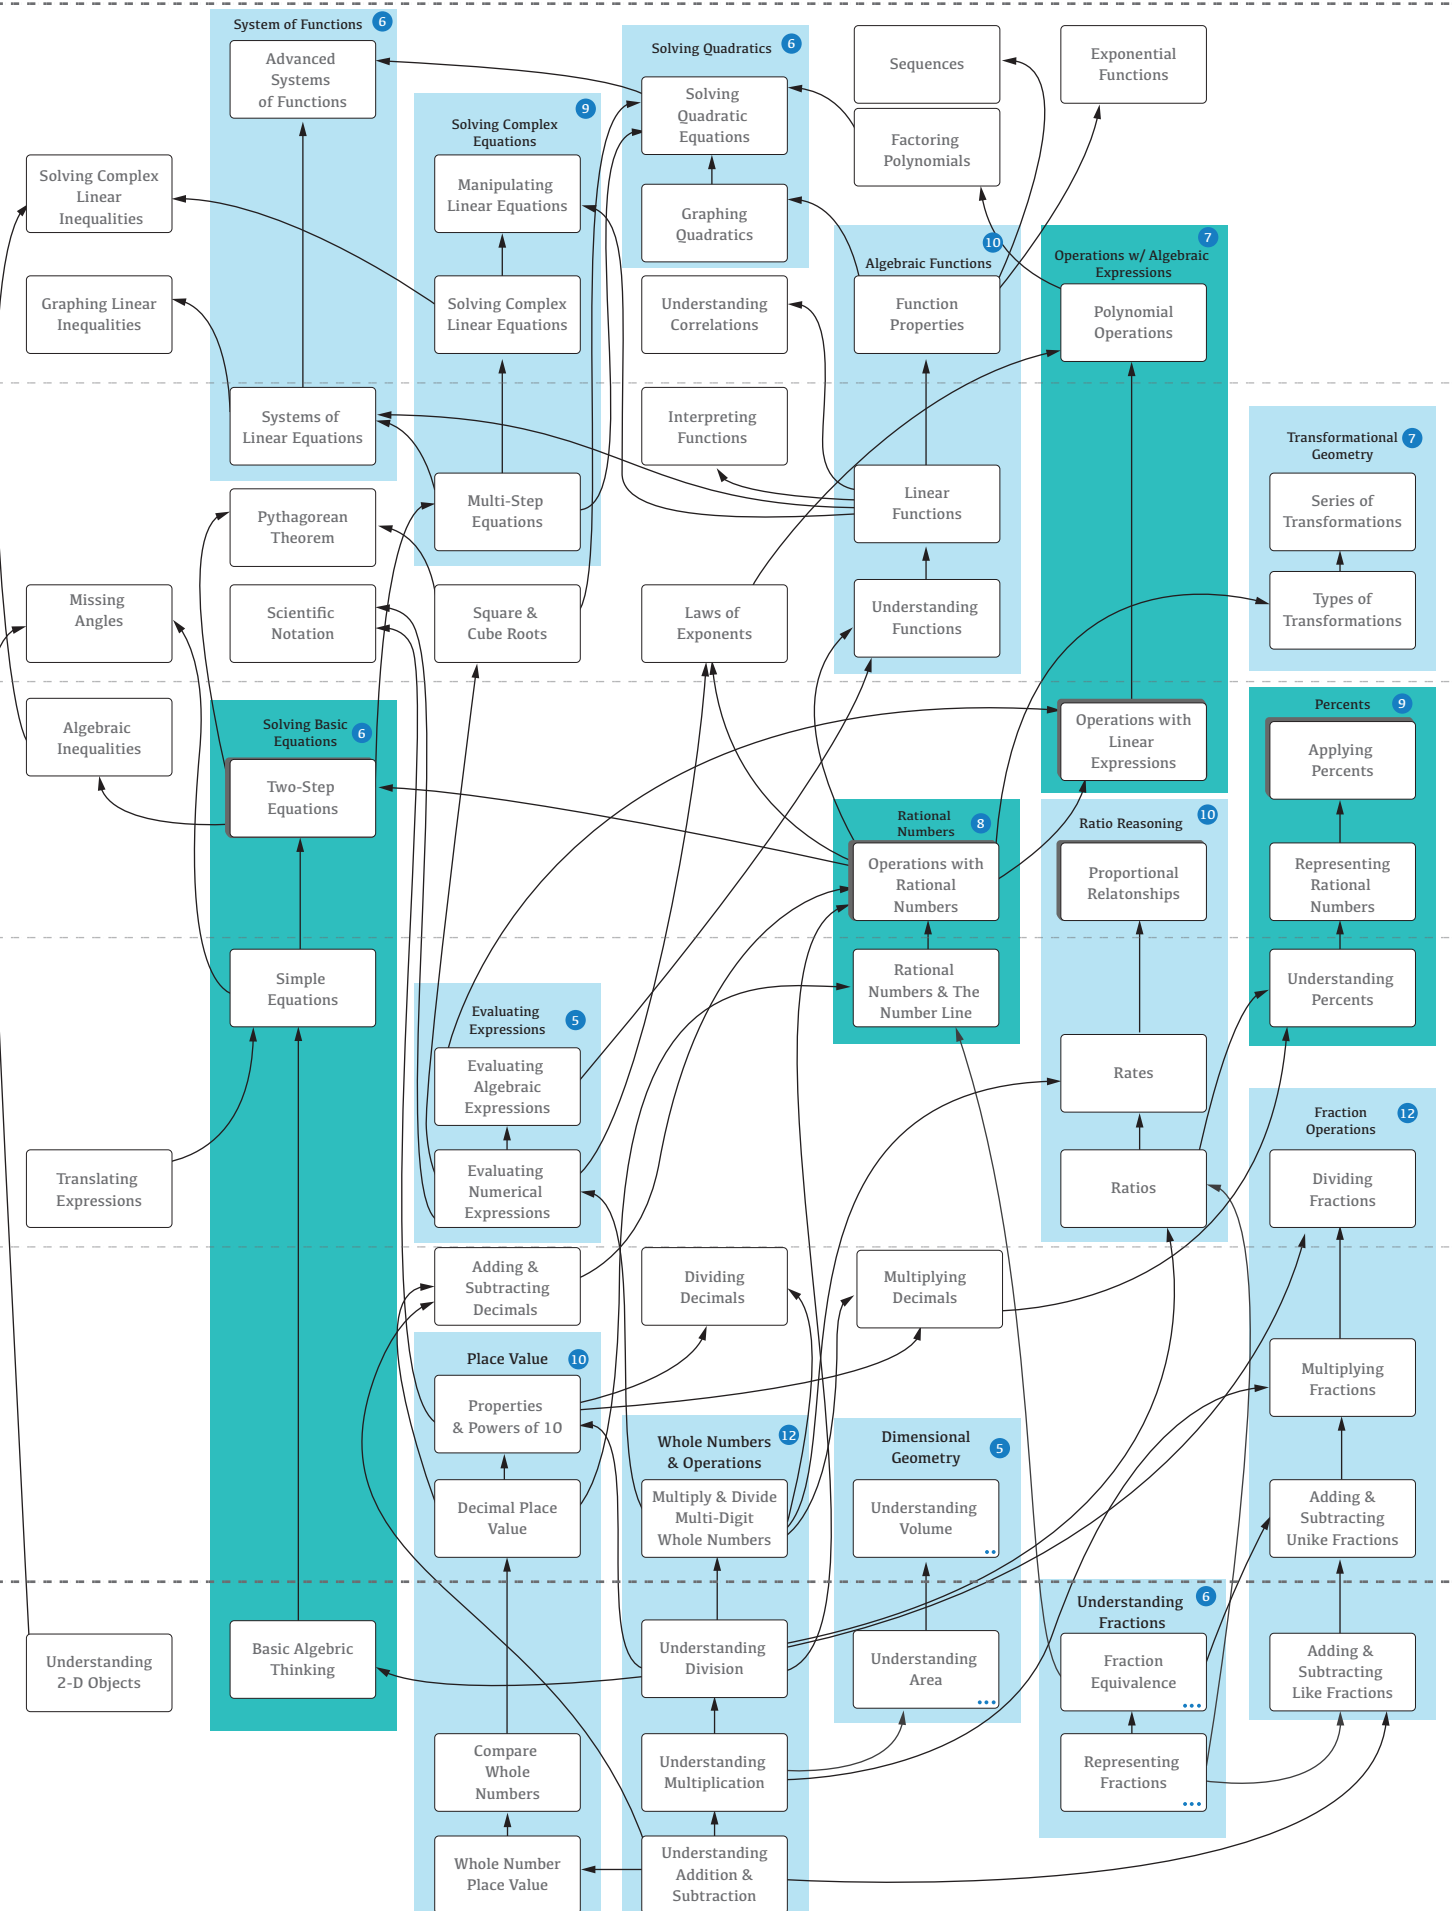 System of Functions
6
Advanced
Systems
of Functions
Solving Quadratics
6
Solving
Quadratic
Equations
Sequences
Exponential
Functions
9
Solving Complex
Equations
Factoring
Polynomials
Solving Complex
Linear
Inequalities
Manipulating
Linear Equations
Graphing
Quadratics
Algebraic Functions
10
7
Operations w/ Algebraic
Expressions
Graphing Linear
Inequalities
Solving Complex
Linear Equations
Understanding
Correlations
Function
Properties
Polynomial
Operations
Systems of
Linear Equations
Interpreting
Functions
Transformational
Geometry
7
Pythagorean
Theorem
Multi-Step
Equations
Linear
Functions
Series of
Transformations
Missing
Angles
Scientific
Notation
Square &
Cube Roots
Laws of
Exponents
Understanding
Functions
Types of
Transformations
Algebraic
Inequalities
Solving Basic
Equations
6
Operations with
Linear
Expressions
Percents
9
Applying
Percents
Two-Step
Equations
Rational
Numbers
8
Ratio Reasoning
10
Operations with
Rational
Numbers
Proportional
Relatonships
Representing
Rational
Numbers
Simple
Equations
Rational
Numbers & The
Number Line
Understanding
Percents
Evaluating
Expressions
5
Evaluating
Algebraic
Expressions
Rates
Fraction
Operations
12
Translating
Expressions
Evaluating
Numerical
Expressions
Ratios
Dividing
Fractions
Adding &
Subtracting
Decimals
Dividing
Decimals
Multiplying
Decimals
Place Value
10
Properties
& Powers of 10
Multiplying
Fractions
Whole Numbers
& Operations
12
Dimensional
Geometry
5
Decimal Place
Value
Multiply & Divide
Multi-Digit
Whole Numbers
Understanding
Volume
Adding &
Subtracting
Unike Fractions
Understanding
Fractions
6
Understanding
2-D Objects
Basic Algebric
Thinking
Understanding
Division
Understanding
Area
Fraction
Equivalence
Adding &
Subtracting
Like Fractions
Compare
Whole
Numbers
Understanding
Multiplication
Representing
Fractions
Whole Number
Place Value
Understanding
Addition &
Subtraction